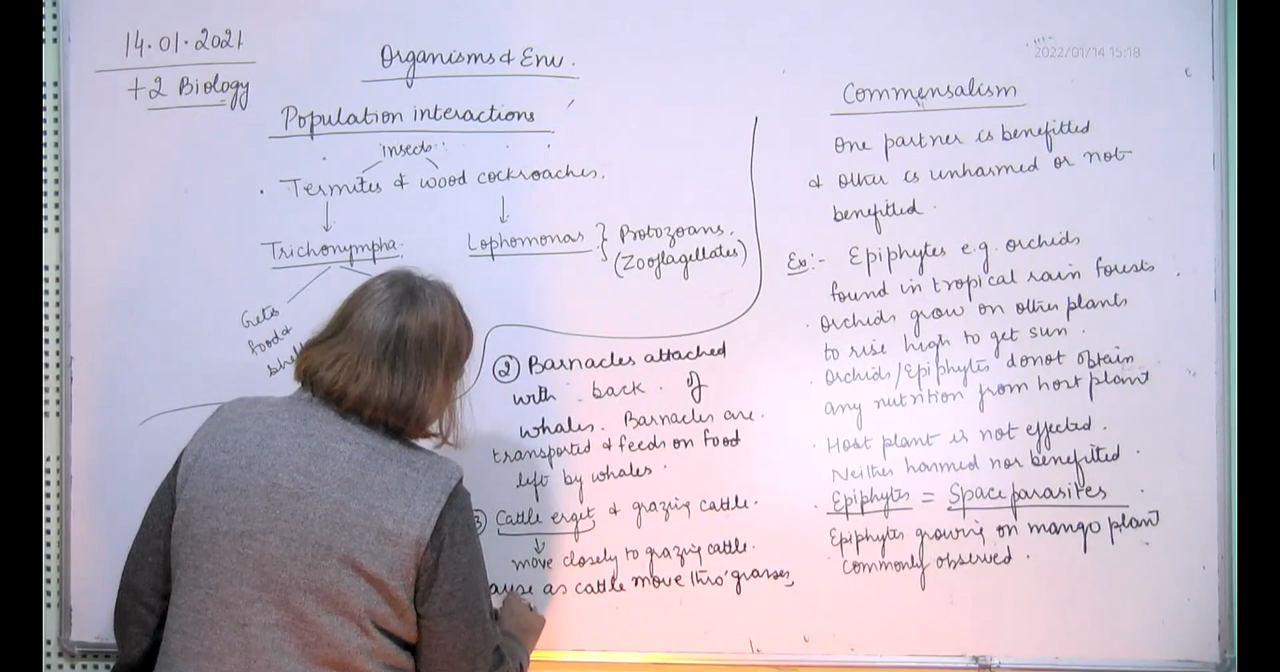 14.01.2021
+2 Biology
Organisms & Env.
2022/01/14 15:18
Population interactions
insects
Termites & wood cockroaches.
Trichonympha.
Lophomonas } Protozoans.
(Zooflagellates)
Gets
food &
Commensalism
One partner is benefitted
& other is unharmed or not
benefitted.
Ex:- Epiphytes e.g. orchids
found in tropical rain forests
. Orchids grow on other plants
to rise high to get sun.
. Orchids/Epiphytes donot obtain
any nutrition from host plant
. Host plant is not effected.
Neither harmed nor benefitted.
Epiphytes = Space parasites
Epiphytes growing on mango plant
commonly observed.
② Barnacles attached
with back of
whales. Barnacles are
transported & feeds on food
left by whales.
③ Cattle erget & grazing cattle.
move closely to grazing cattle.
ause as cattle move thro' grasses,